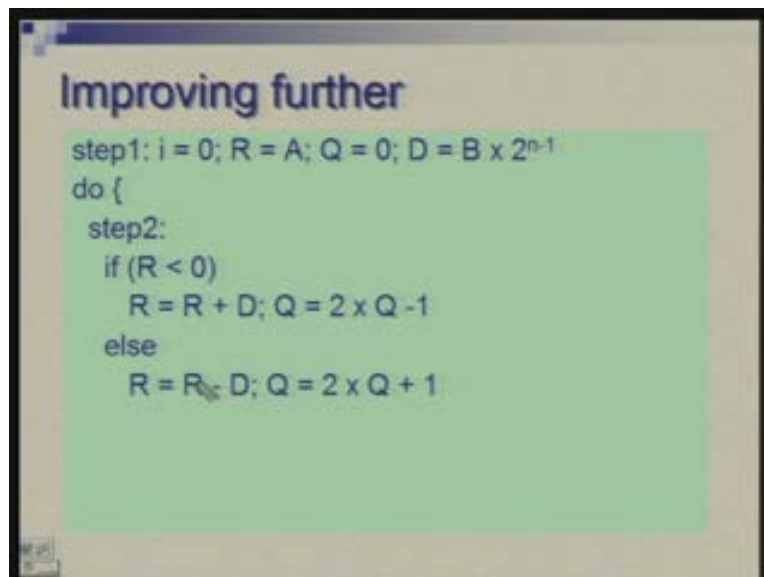 Improving further
step1: i = 0; R = A; Q = 0; D = B x 2ⁿ⁻¹
do {
step2:
if (R < 0)
R = R + D; Q = 2 x Q -1
else
R = R - D; Q = 2 x Q + 1